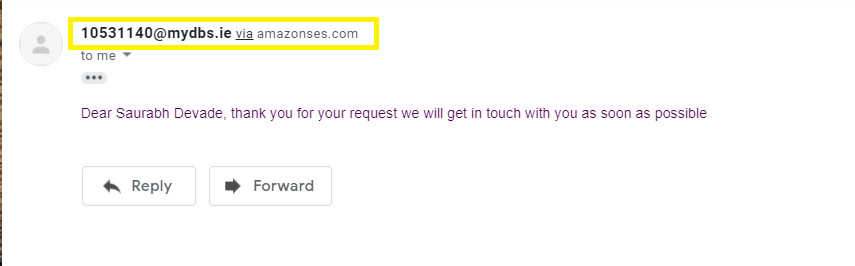 10531140@mydbs.ie via amazonses.com
to me
Dear Saurabh Devade, thank you for your request we will get in touch with you as soon as possible
Reply Forward